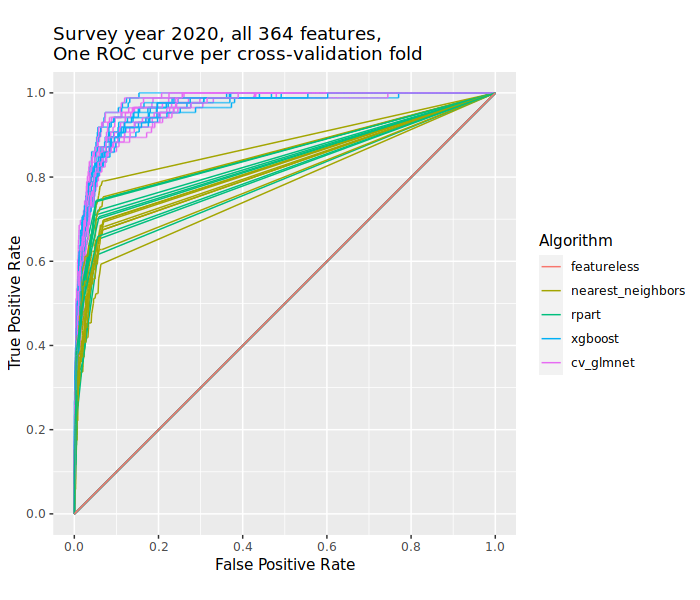 Survey year 2020, all 364 features,
One ROC curve per cross-validation fold
True Positive Rate
1.0
0.8
0.6
0.4
0.2
0.0
0.0 0.2 0.4 0.6 0.8 1.0
False Positive Rate
Algorithm
featureless
nearest_neighbors
rpart
xgboost
cv_glmnet